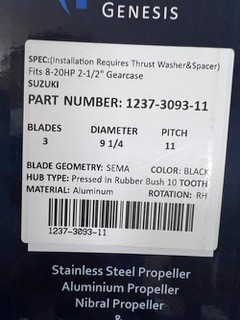 GENESIS
SPEC:(Installation Requires Thrust Washer&Spacer)
Fits 8-20HP 2-1/2" Gearcase
SUZUKI
PART NUMBER: 1237-3093-11
BLADES DIAMETER PITCH
3 9 1/4 11
BLADE GEOMETRY: SEMA COLOR: BLACK
HUB TYPE: Pressed In Rubber Bush 10 TOOTH
MATERIAL: Aluminum ROTATION: RH
1237-3093-11
Stainless Steel Propeller
Aluminium Propeller
Nibral Propeller
&